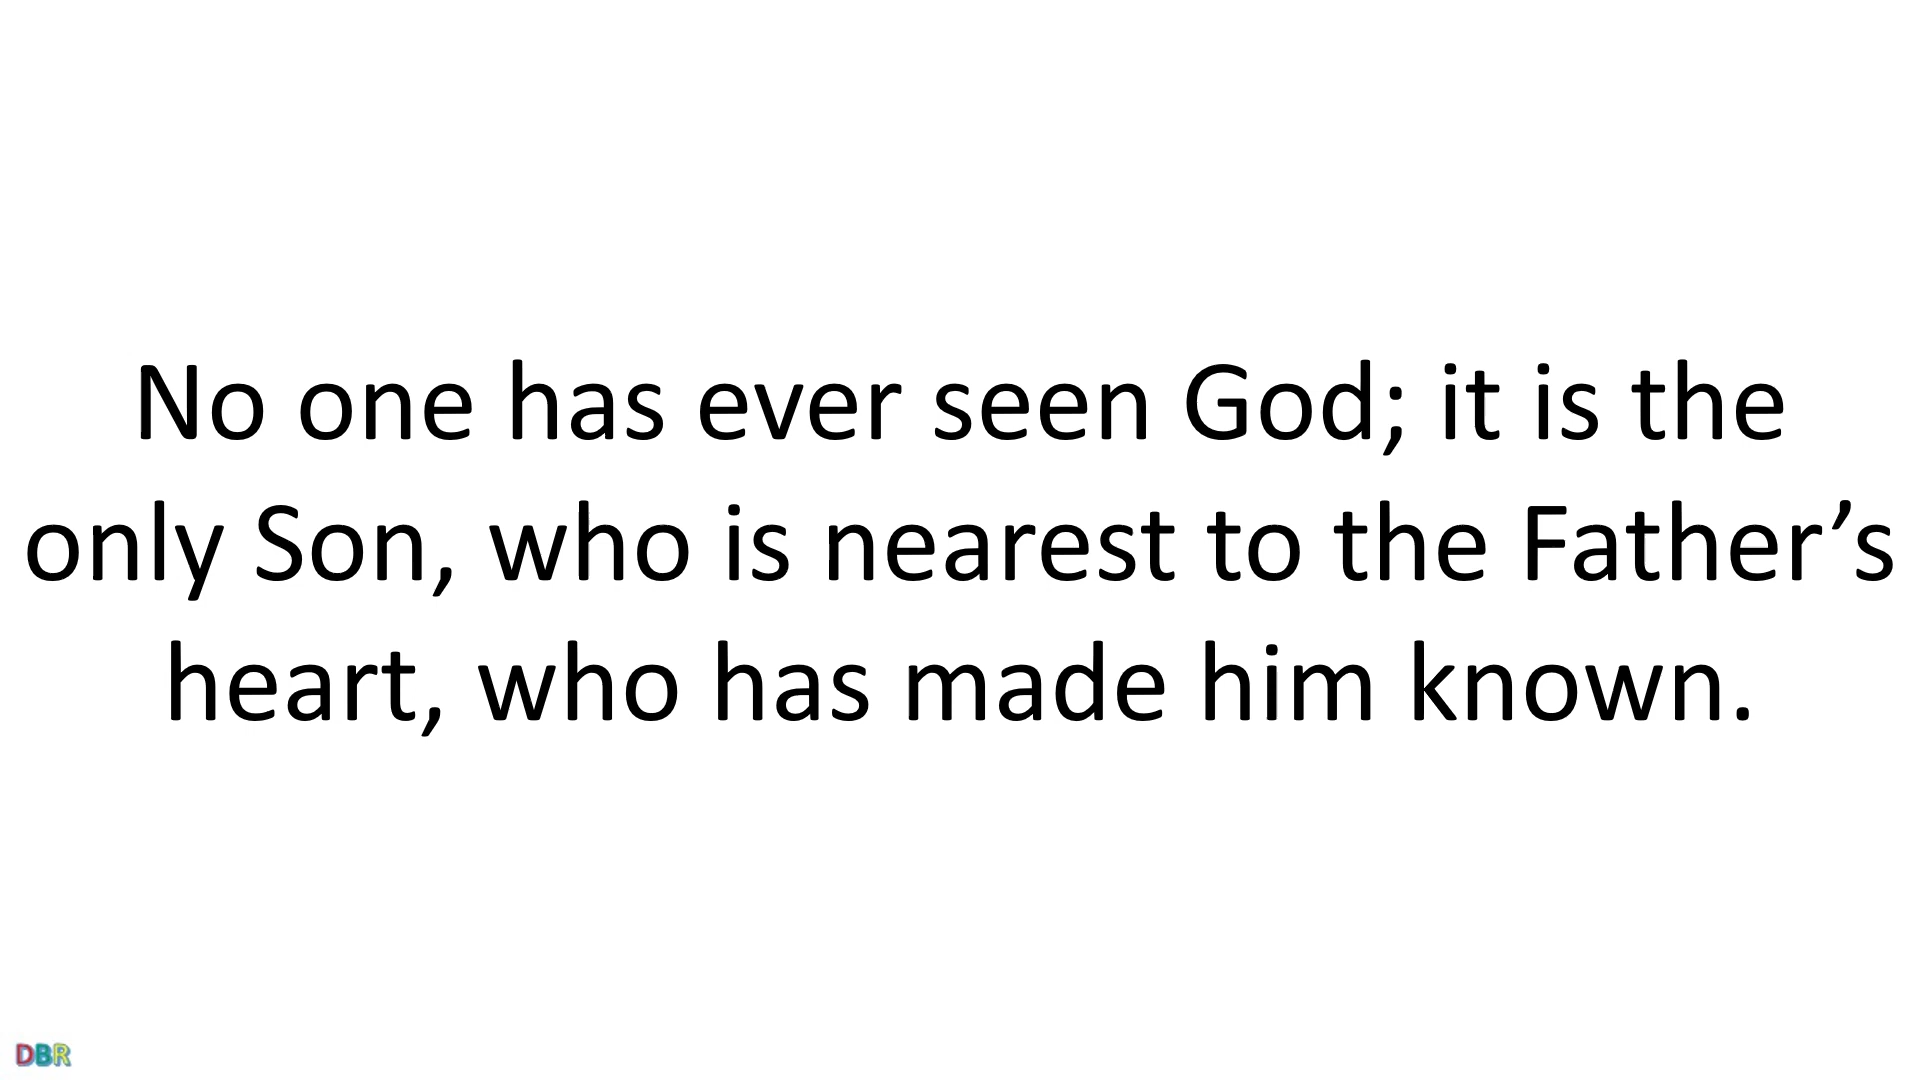 No one has ever seen God; it is the
only Son, who is nearest to the Father’s
heart, who has made him known.
DBR